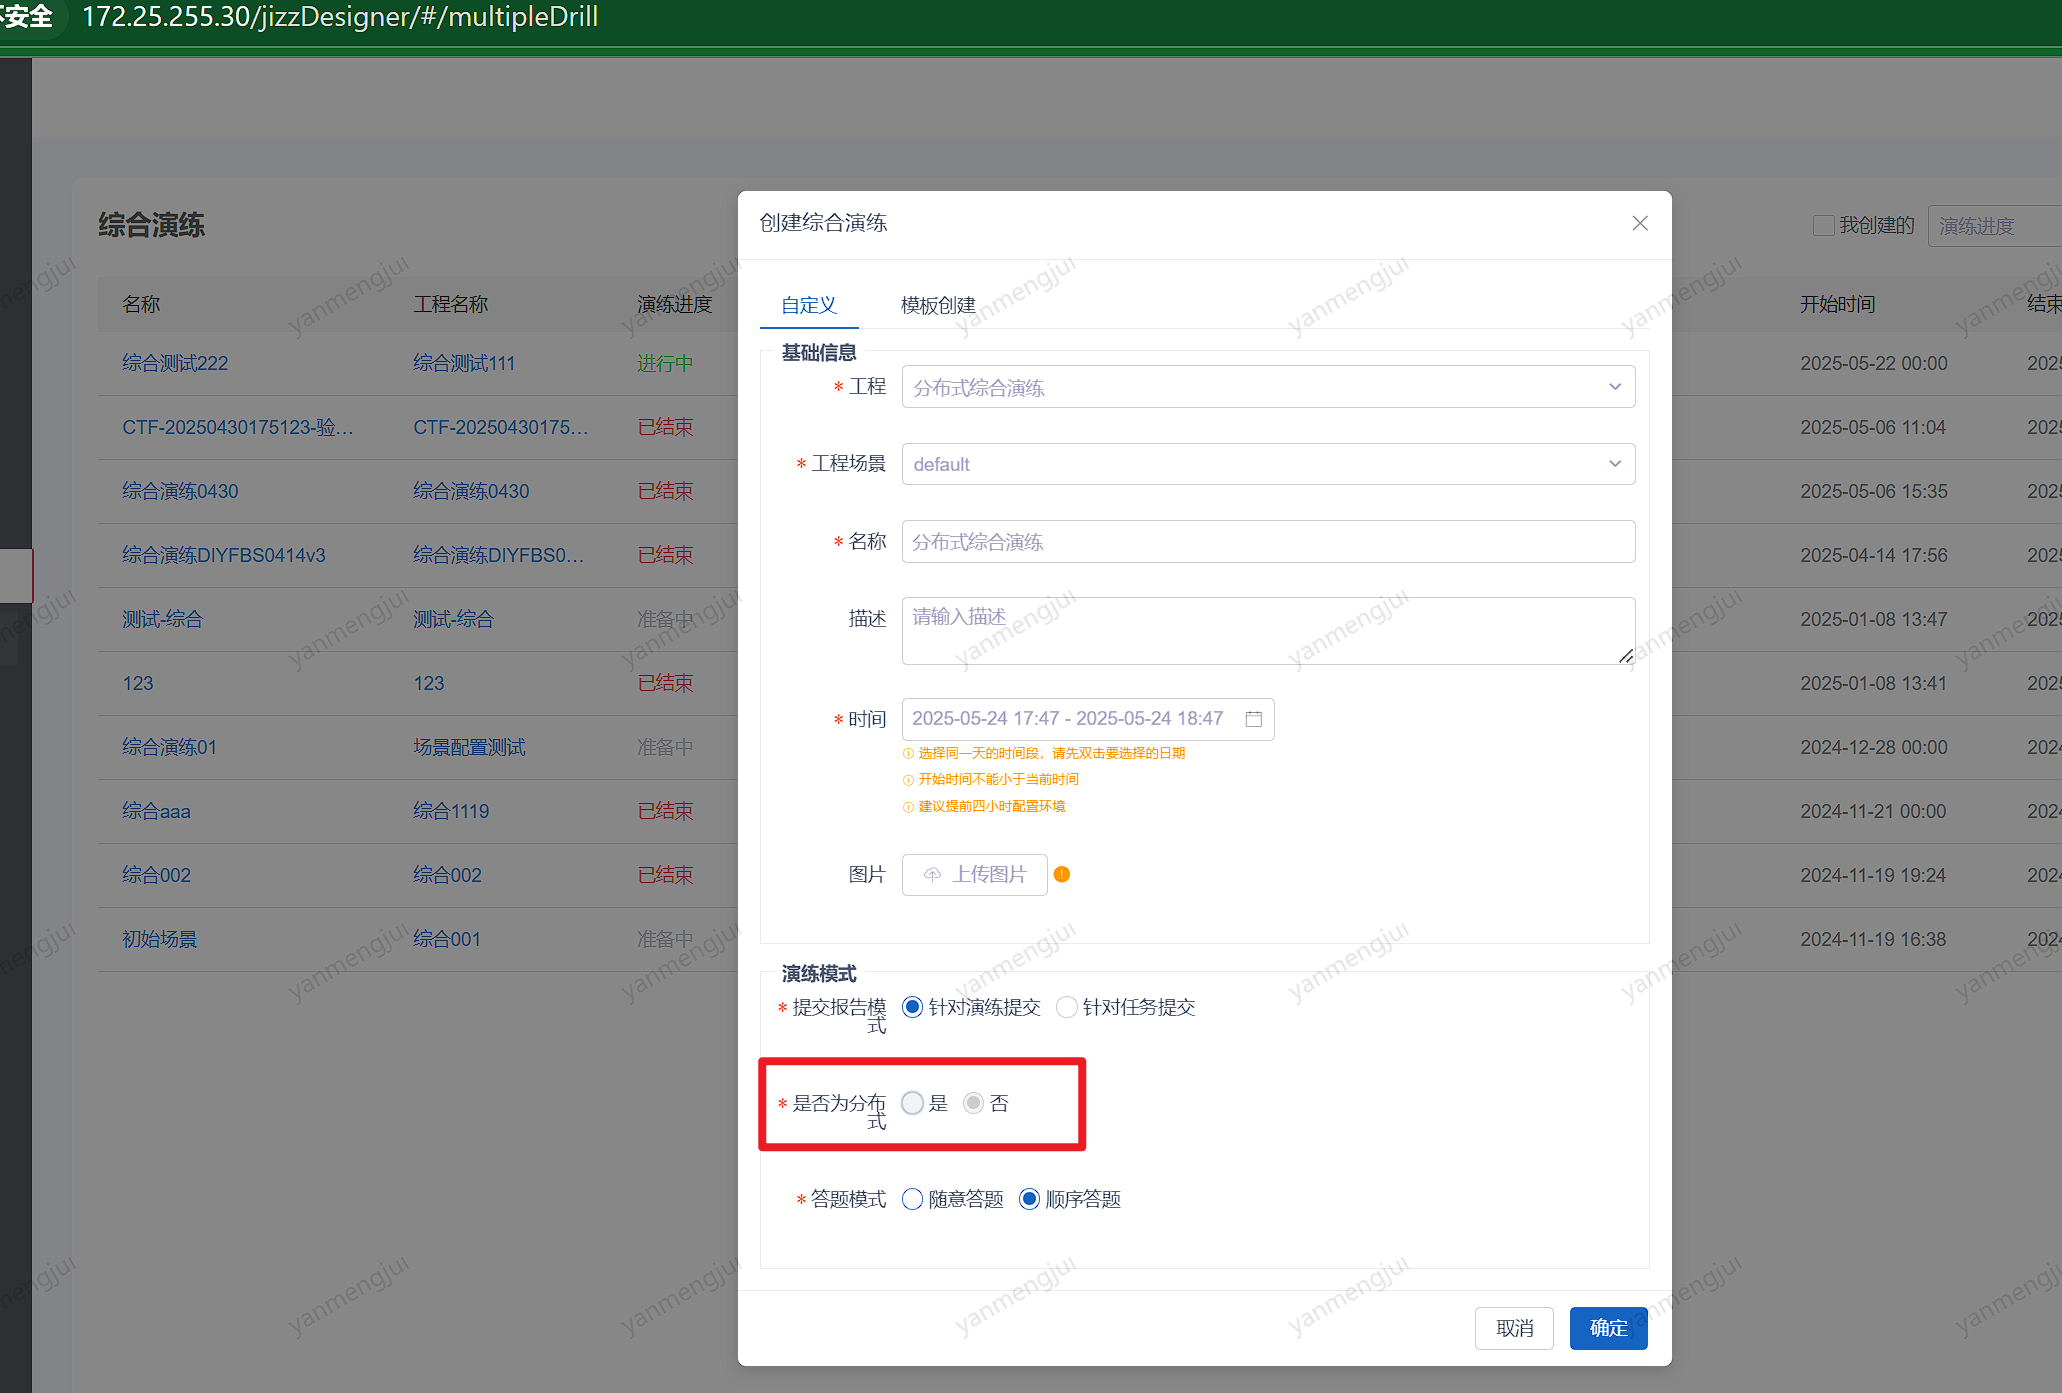 不安全 172.25.255.30/jizzDesigner/#/multipleDrill
综合演练
我创建的 演练进度
名称 工程名称 演练进度 开始时间 结束
综合测试222 综合测试111 进行中 2025-05-22 00:00 2025
CTF-20250430175123-验... CTF-20250430175... 已结束 2025-05-06 11:04 2025
综合演练0430 综合演练0430 已结束 2025-05-06 15:35 2025
综合演练DIYFBS0414v3 综合演练DIYFBS0... 已结束 2025-04-14 17:56 2025
测试-综合 测试-综合 准备中 2025-01-08 13:47 2025
123 123 已结束 2025-01-08 13:41 2025
综合演练01 场景配置测试 准备中 2024-12-28 00:00 2024
综合aaa 综合1119 已结束 2024-11-21 00:00 2024
综合002 综合002 已结束 2024-11-19 19:24 2024
初始场景 综合001 准备中 2024-11-19 16:38 2024
创建综合演练
自定义 模板创建
基础信息
* 工程 分布式综合演练
* 工程场景 default
* 名称 分布式综合演练
描述 请输入描述
* 时间 2025-05-24 17:47 - 2025-05-24 18:47
选择同一天的时间段，请先双击要选择的日期
开始时间不能小于当前时间
建议提前四小时配置环境
图片 上传图片
演练模式
* 提交报告模式 针对演练提交 针对任务提交
* 是否为分布式 是 否
* 答题模式 随意答题 顺序答题
取消 确定
yanmengjui